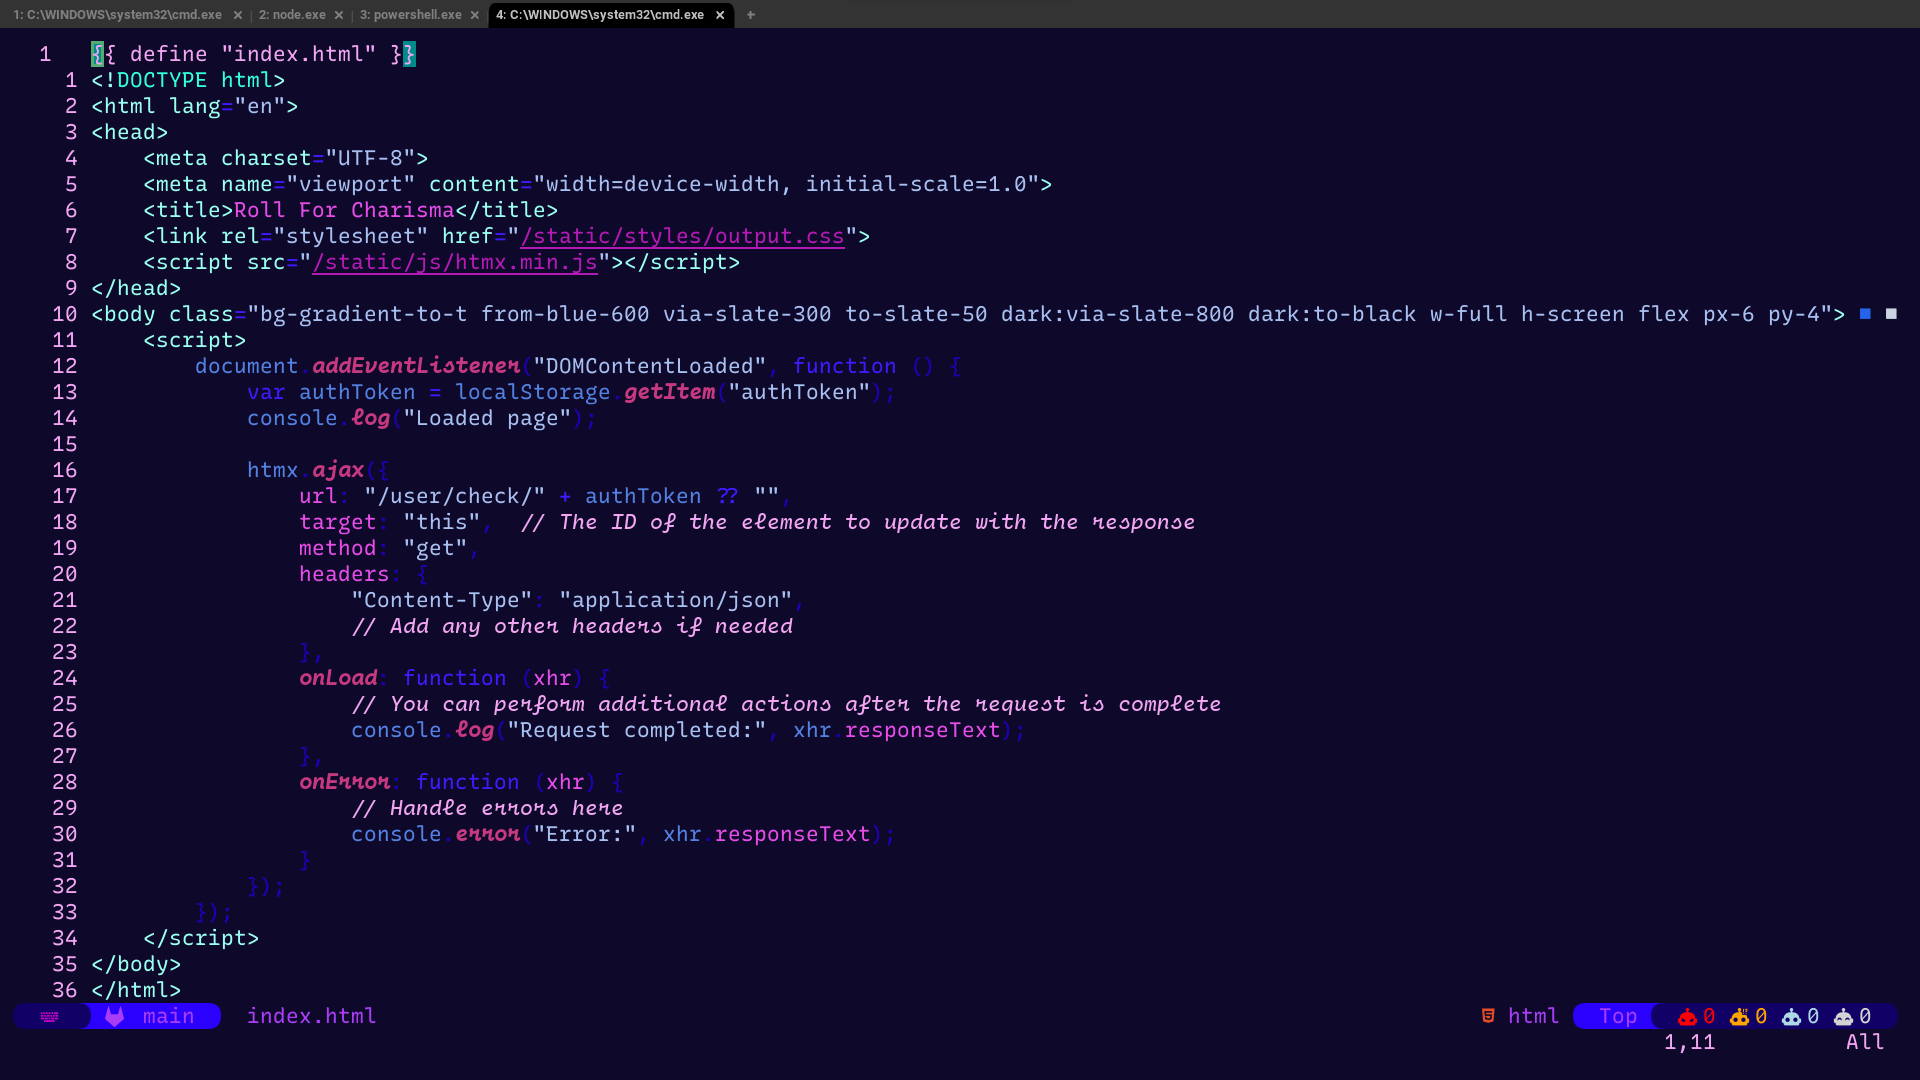 1: C:\WINDOWS\system32\cmd.exe × 2: node.exe × 3: powershell.exe × 4: C:\WINDOWS\system32\cmd.exe × +
1 {{ define "index.html" }}
1 <!DOCTYPE html>
2 <html lang="en">
3 <head>
4     <meta charset="UTF-8">
5     <meta name="viewport" content="width=device-width, initial-scale=1.0">
6     <title>Roll For Charisma</title>
7     <link rel="stylesheet" href="/static/styles/output.css">
8     <script src="/static/js/htmx.min.js"></script>
9 </head>
10 <body class="bg-gradient-to-t from-blue-600 via-slate-300 to-slate-50 dark:via-slate-800 dark:to-black w-full h-screen flex px-6 py-4">
11     <script>
12         document.addEventListener("DOMContentLoaded", function () {
13             var authToken = localStorage.getItem("authToken");
14             console.log("Loaded page");
15
16             htmx.ajax({
17                 url: "/user/check/" + authToken ?? "",
18                 target: "this",  // The ID of the element to update with the response
19                 method: "get",
20                 headers: {
21                     "Content-Type": "application/json",
22                     // Add any other headers if needed
23                 },
24                 onLoad: function (xhr) {
25                     // You can perform additional actions after the request is complete
26                     console.log("Request completed:", xhr.responseText);
27                 },
28                 onError: function (xhr) {
29                     // Handle errors here
30                     console.error("Error:", xhr.responseText);
31                 }
32             });
33         });
34     </script>
35 </body>
36 </html>
main index.html html Top 0 0 0 0
1,11 All